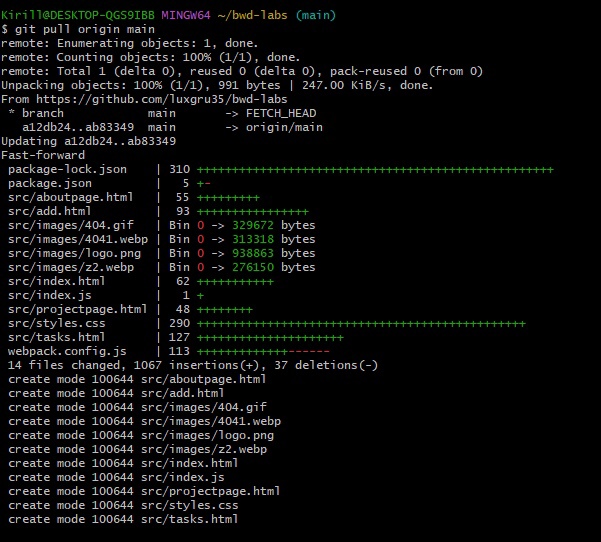 Kirill@DESKTOP-QGS9IBB MINGW64 ~/bwd-labs (main)
$ git pull origin main
remote: Enumerating objects: 1, done.
remote: Counting objects: 100% (1/1), done.
remote: Total 1 (delta 0), reused 0 (delta 0), pack-reused 0 (from 0)
Unpacking objects: 100% (1/1), 991 bytes | 247.00 KiB/s, done.
From https://github.com/luxgru35/bwd-labs
 * branch            main       -> FETCH_HEAD
   a12db24..ab83349  main       -> origin/main
Updating a12db24..ab83349
Fast-forward
 package-lock.json    | 310 +++++++++++++++++++++++++++++++++++++++++++++++++++
 package.json         |   5 +-
 src/aboutpage.html   |  55 +++++++++
 src/add.html         |  93 ++++++++++++++++
 src/images/404.gif   | Bin 0 -> 329672 bytes
 src/images/4041.webp | Bin 0 -> 313318 bytes
 src/images/logo.png  | Bin 0 -> 938863 bytes
 src/images/z2.webp   | Bin 0 -> 276150 bytes
 src/index.html       |  62 +++++++++++
 src/index.js         |   1 +
 src/projectpage.html |  48 ++++++++
 src/styles.css       | 290 +++++++++++++++++++++++++++++++++++++++++++++++
 src/tasks.html       | 127 +++++++++++++++++++++
 webpack.config.js    | 113 +++++++++++++------
 14 files changed, 1067 insertions(+), 37 deletions(-)
 create mode 100644 src/aboutpage.html
 create mode 100644 src/add.html
 create mode 100644 src/images/404.gif
 create mode 100644 src/images/4041.webp
 create mode 100644 src/images/logo.png
 create mode 100644 src/images/z2.webp
 create mode 100644 src/index.html
 create mode 100644 src/index.js
 create mode 100644 src/projectpage.html
 create mode 100644 src/styles.css
 create mode 100644 src/tasks.html